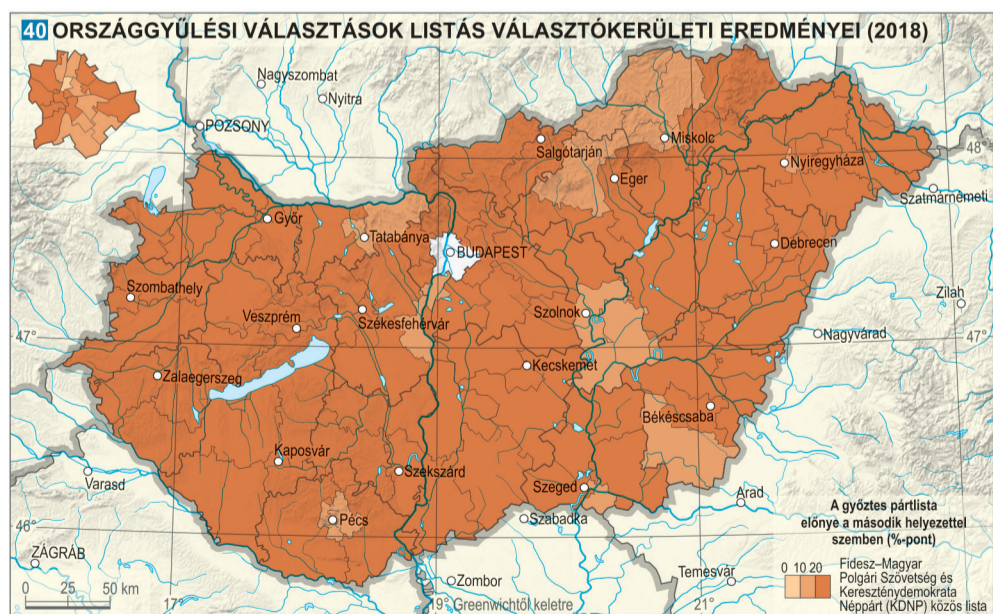 40 ORSZÁGGYŰLÉSI VÁLASZTÁSOK LISTÁS VÁLASZTÓKERÜLETI EREDMÉNYEI (2018)
Nagyszombat
Nyitra
POZSONY
Salgótarján
Miskolc
48°
Nyíregyháza
Eger
Szatmárnémeti
Győr
Tatabánya
BUDAPEST
Debrecen
Szombathely
Zilah
Veszprém
Székesfehérvár
Szolnok
47°
Nagyvárad
47°
Zalaegerszeg
Kecskemét
Békéscsaba
Kaposvár
Szekszárd
Varasd
Szeged
Arad
Pécs
Szabadka
46°
ZÁGRÁB
Temesvár
Zombor
0 25 50 km
17°
19°
Greenwichtől keletre
21°
A győztes pártlista
előnye a második helyezettel
szemben (%-pont)
0 10 20
Fidesz–Magyar
Polgári Szövetség és
Kereszténydemokrata
Néppárt (KDNP) közös lista